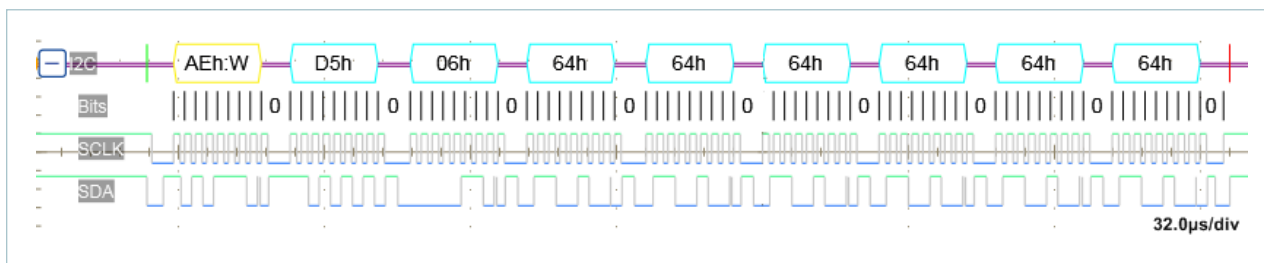 I2C AEh:W D5h 06h 64h 64h 64h 64h 64h 64h
Bits 0 0 0 0 0 0 0 0 0
SCLK
SDA
32.0µs/div